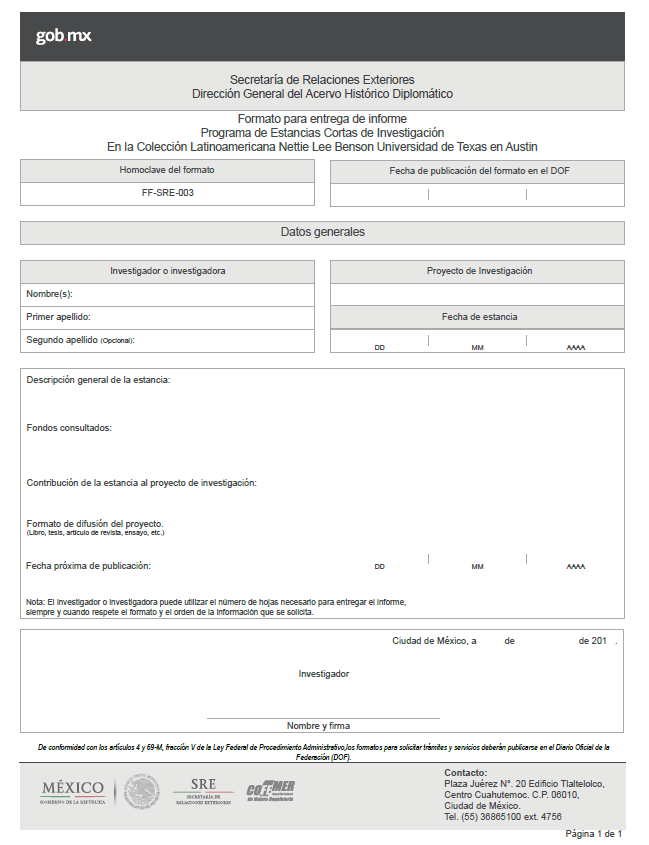 gob.mx
Secretaría de Relaciones Exteriores
Dirección General del Acervo Histórico Diplomático
Formato para entrega de informe
Programa de Estancias Cortas de Investigación
En la Colección Latinoamericana Nettie Lee Benson Universidad de Texas en Austin
Homoclave del formato
Fecha de publicación del formato en el DOF
FF-SRE-003
Datos generales
Investigador o investigadora
Proyecto de Investigación
Nombre(s):
Primer apellido:
Fecha de estancia
Segundo apellido (Opcional):
DD MM AAAA
Descripción general de la estancia:
Fondos consultados:
Contribución de la estancia al proyecto de investigación:
Formato de difusión del proyecto.
(Libro, tesis, artículo de revista, ensayo, etc.)
Fecha próxima de publicación: DD MM AAAA
Nota: El investigador o investigadora puede utilizar el número de hojas necesario para entregar el informe,
siempre y cuando respete el formato y el orden de la información que se solicita.
Ciudad de México, a de de 201 .
Investigador
Nombre y firma
De conformidad con los artículos 4 y 69-M, fracción V de la Ley Federal de Procedimiento Administrativo,los formatos para solicitar trámites y servicios deberán publicarse en el Diario Oficial de la
Federación (DOF).
MÉXICO
GOBIERNO DE LA REPÚBLICA
SRE
SECRETARÍA DE
RELACIONES EXTERIORES
COFEMER
de Mejora Regulatoria
Contacto:
Plaza Juérez N°. 20 Edificio Tlaltelolco,
Centro Cuahutemoc. C.P. 06010,
Ciudad de México.
Tel. (55) 36865100 ext. 4756
Página 1 de 1